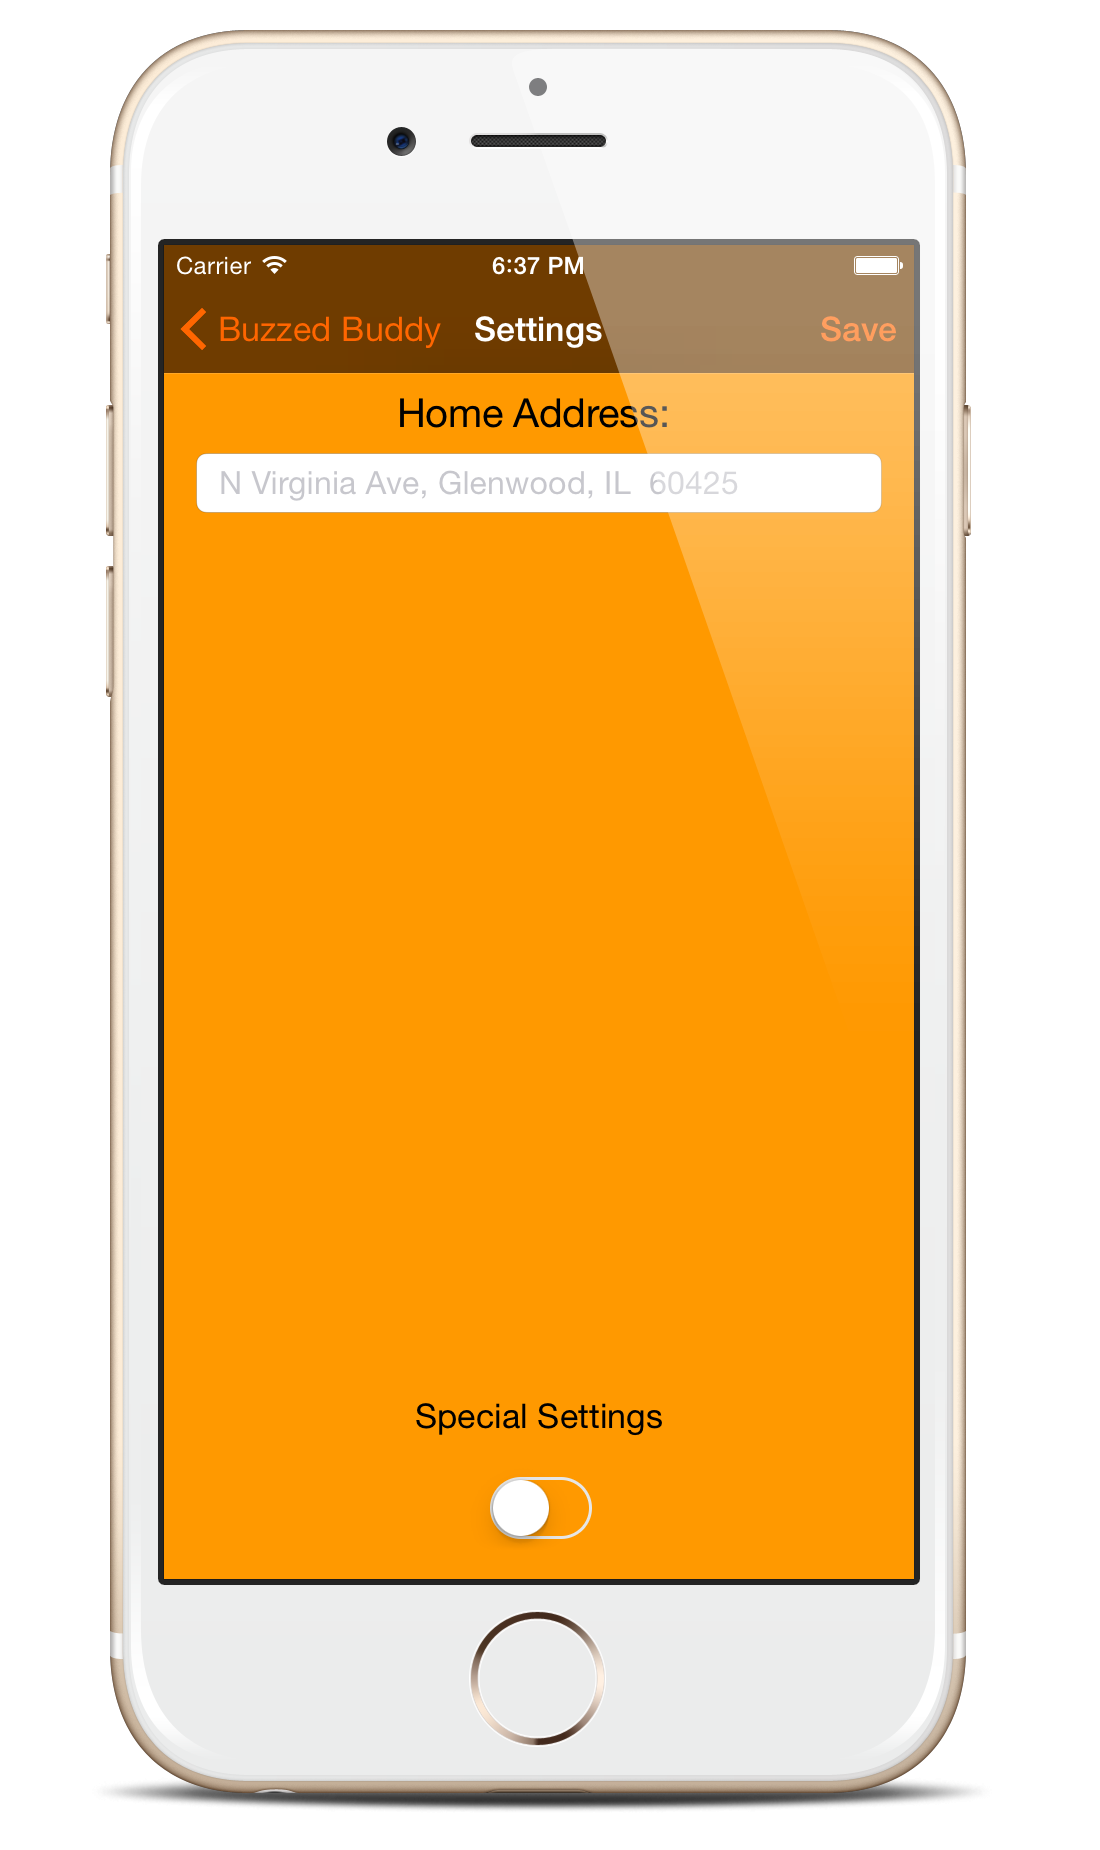 Carrier 6:37 PM
Buzzed Buddy Settings Save
Home Address:
N Virginia Ave, Glenwood, IL  60425
Special Settings